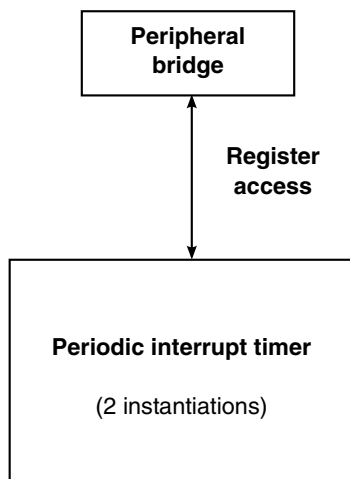 Peripheral
bridge
Register
access
Periodic interrupt timer
(2 instantiations)